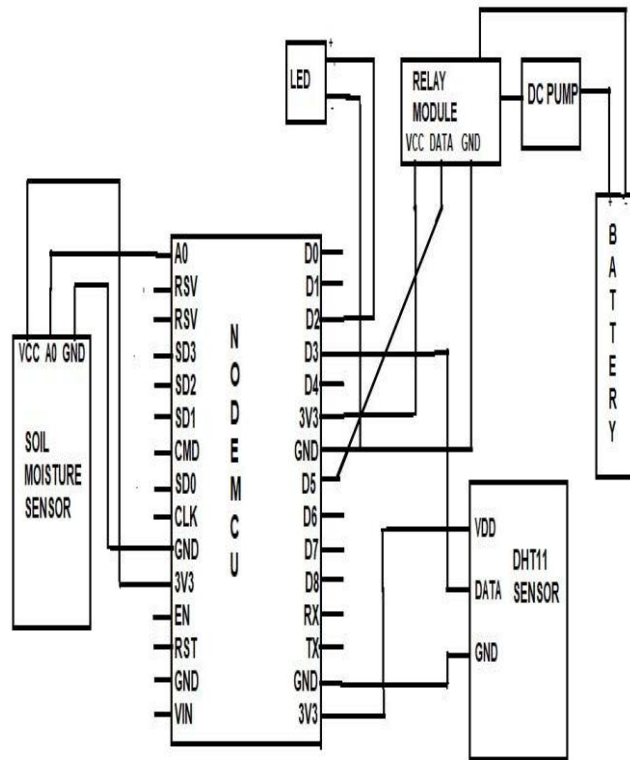 LED
+
-
RELAY
MODULE
VCC DATA GND
DC PUMP
+ -
BATTERY
VCC A0 GND
SOIL
MOISTURE
SENSOR
NODEMCU
A0
RSV
RSV
SD3
SD2
SD1
CMD
SD0
CLK
GND
3V3
EN
RST
GND
VIN
D0
D1
D2
D3
D4
3V3
GND
D5
D6
D7
D8
RX
TX
GND
3V3
VDD
DATA
GND
DHT11
SENSOR